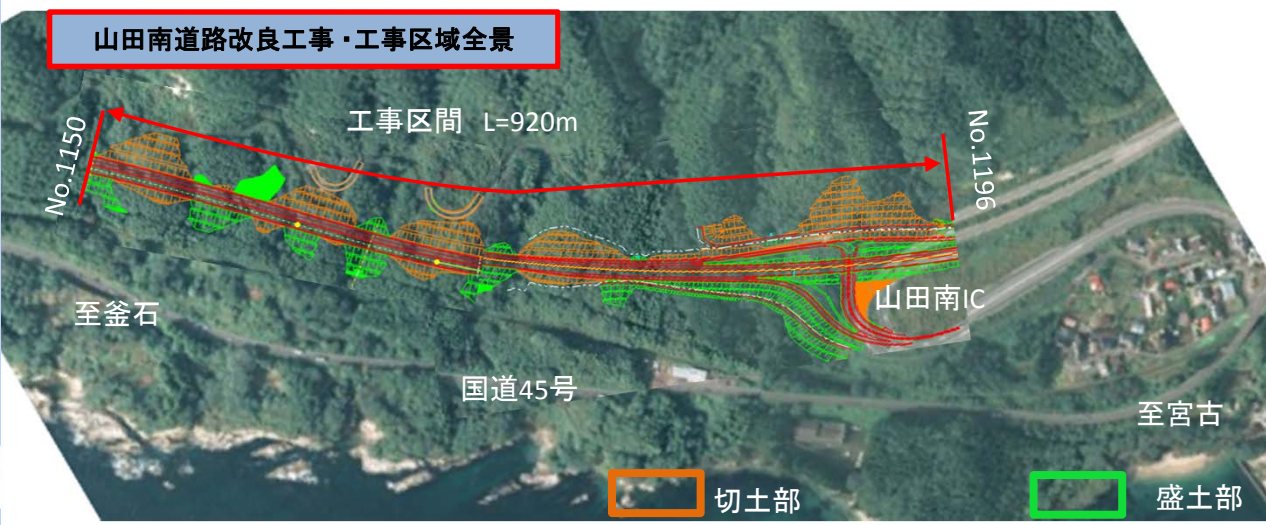 山田南道路改良工事・工事区域全景
工事区間 L=920m
No.1150
No.1196
山田南IC
至釜石
国道45号
至宮古
切土部
盛土部